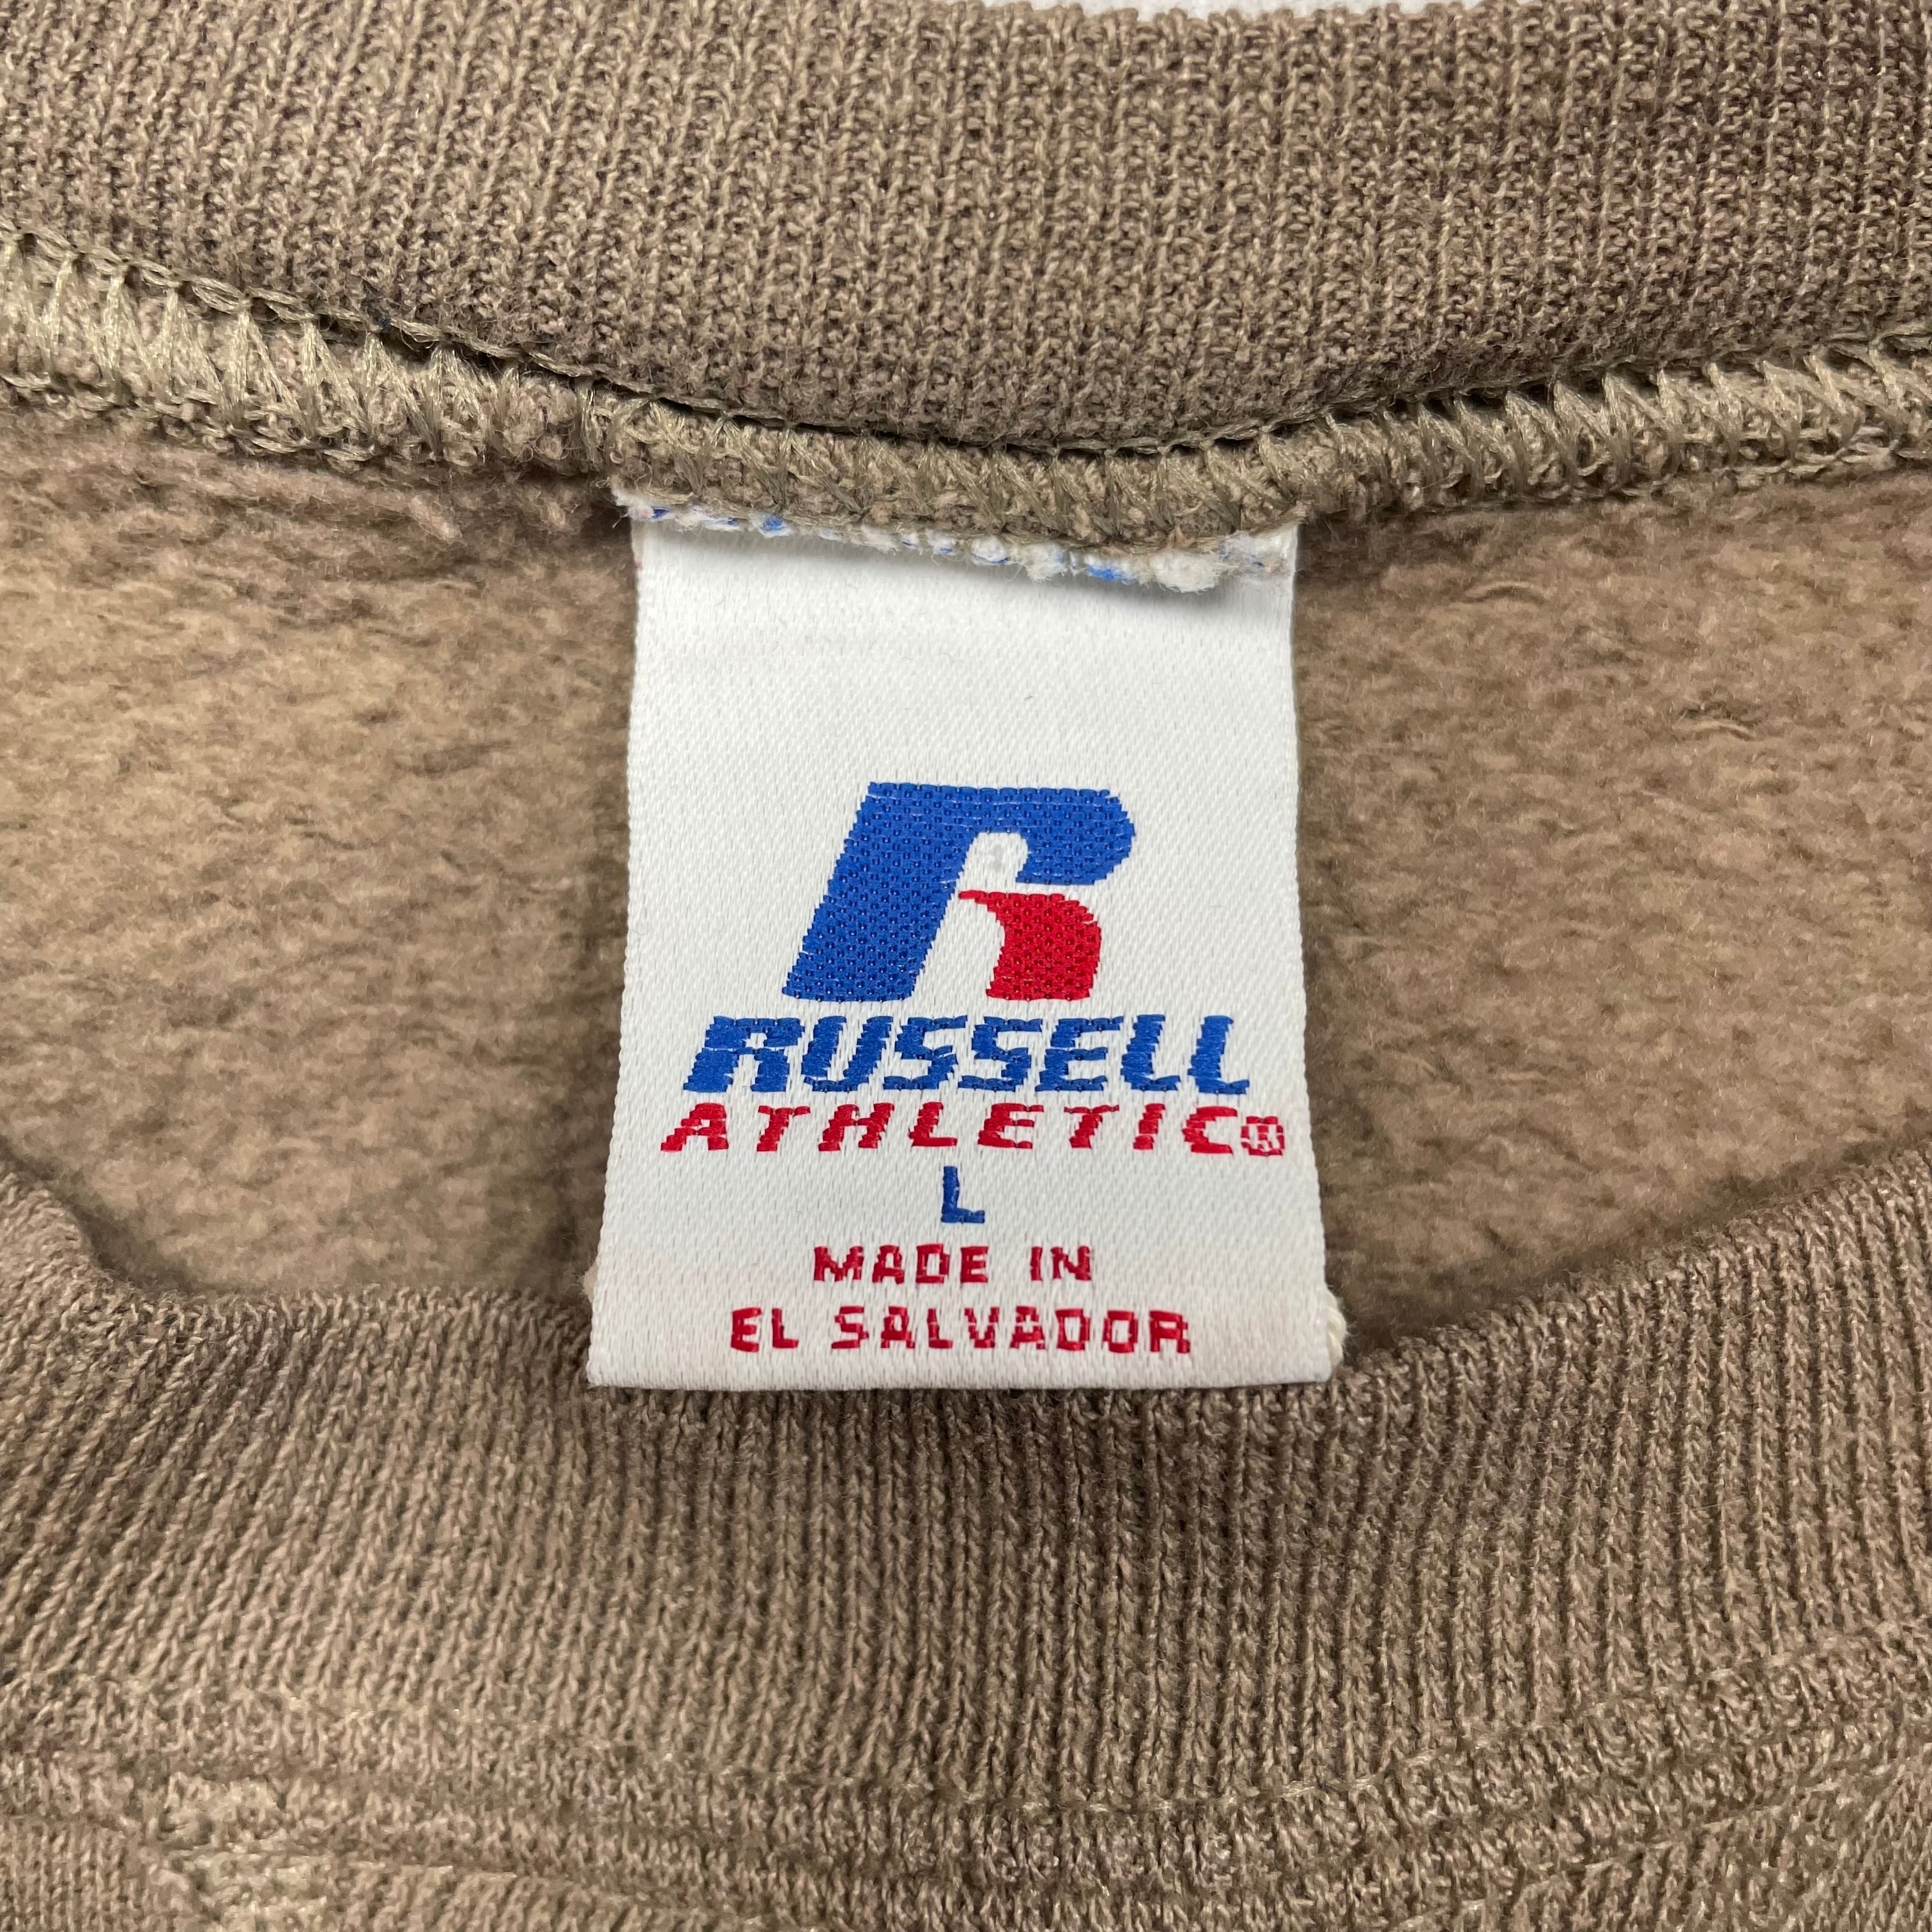 R
RUSSELL
ATHLETIC®
L
MADE IN
EL SALVADOR